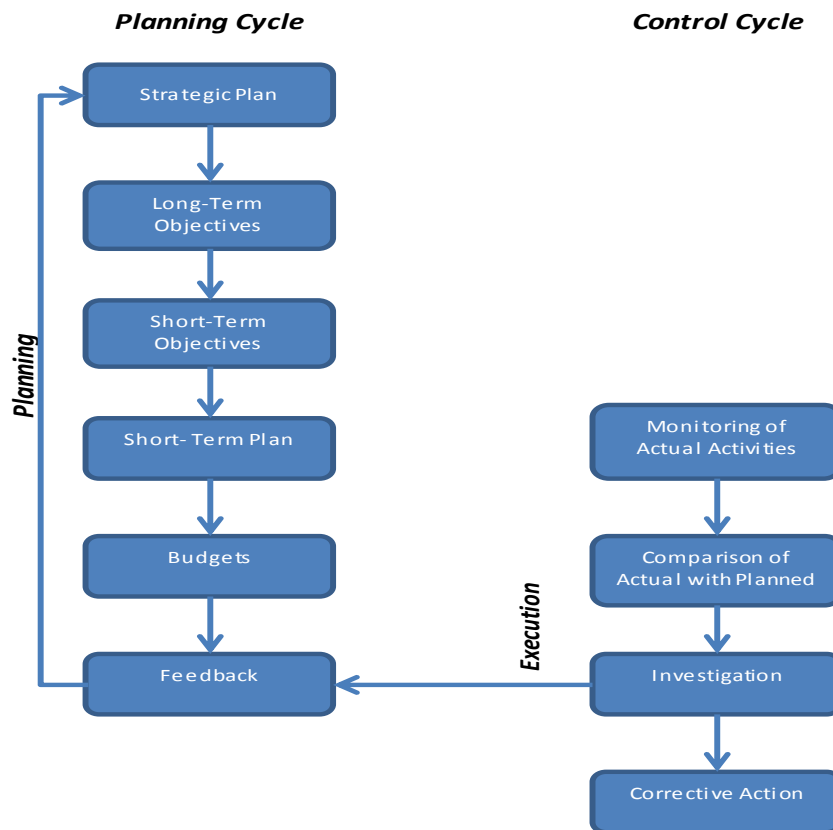 Planning Cycle
Control Cycle
Strategic Plan
Long-Term
Objectives
Short-Term
Objectives
Planning
Short- Term Plan
Monitoring of
Actual Activities
Budgets
Comparison of
Actual with Planned
Execution
Feedback
Investigation
Corrective Action